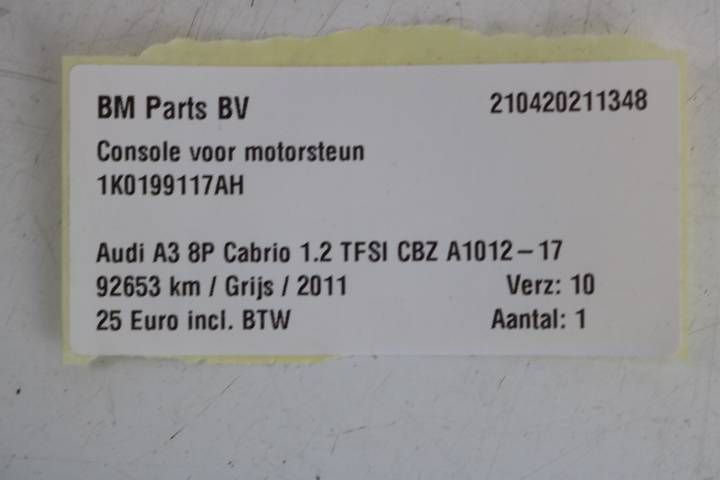 BM Parts BV 210420211348
Console voor motorsteun
1K0199117AH
Audi A3 8P Cabrio 1.2 TFSI CBZ A1012-17
92653 km / Grijs / 2011 Verz: 10
25 Euro incl. BTW Aantal: 1